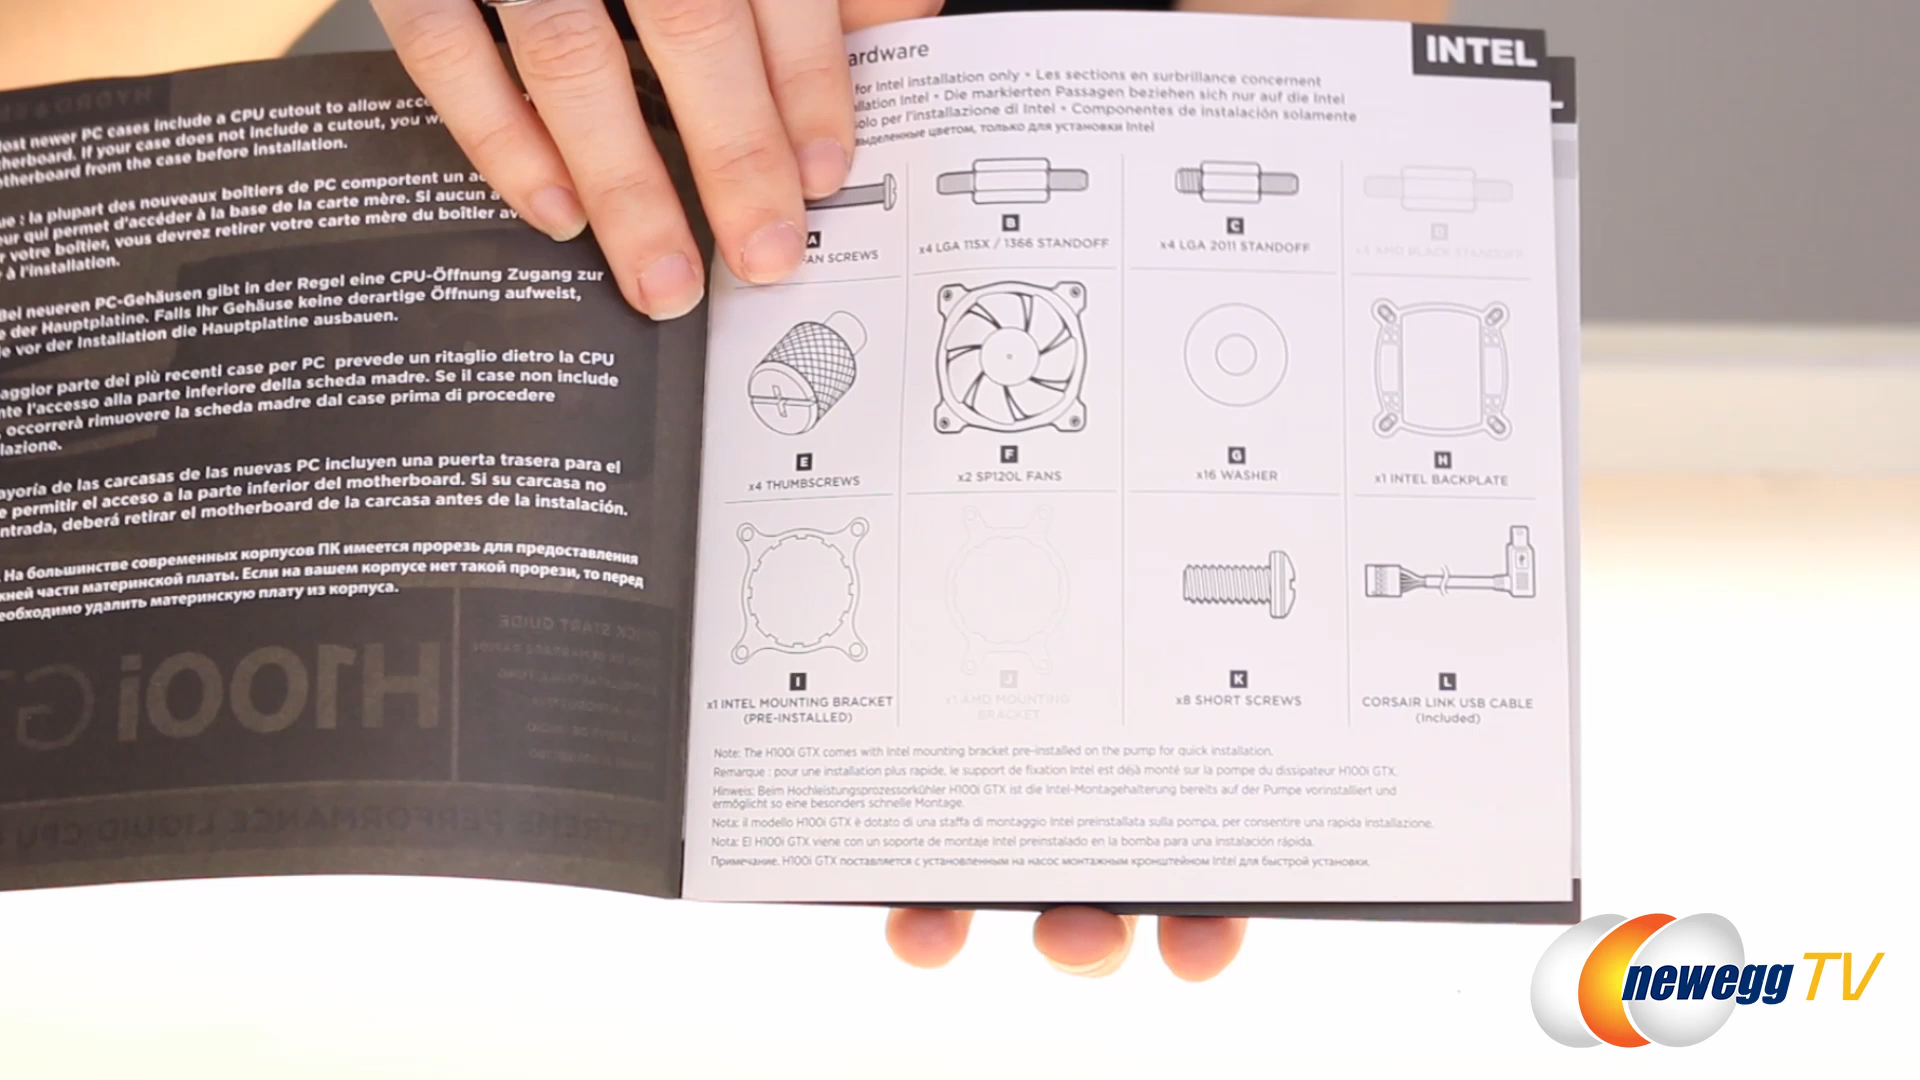 ost newer PC cases include a CPU cutout to allow acc
herboard. If your case does not include a cutout, you w
therboard from the case before installation.
ue : la plupart des nouveaux boîtiers de PC comportent un a
ur qui permet d'accéder à la base de la carte mère. Si aucun a
r votre boîtier, vous devrez retirer votre carte mère du boîtier av
à l'installation.
Bei neueren PC-Gehäusen gibt in der Regel eine CPU-Öffnung Zugang zur
e der Hauptplatine. Falls Ihr Gehäuse keine derartige Öffnung aufweist,
e vor der Installation die Hauptplatine ausbauen.
aggior parte dei più recenti case per PC prevede un ritaglio dietro la CPU
nte l'accesso alla parte inferiore della scheda madre. Se il case non include
, occorrerà rimuovere la scheda madre dal case prima di procedere
lazione.
ayoría de las carcasas de las nuevas PC incluyen una puerta trasera para el
e permitir el acceso a la parte inferior del motherboard. Si su carcasa no
ntrada, deberá retirar el motherboard de la carcasa antes de la instalación.
На большинстве современных корпусов ПК имеется прорезь для предоставления
жней части материнской платы. Если на вашем корпусе нет такой прорези, то перед
еобходимо удалить материнскую плату из корпуса.
ardware
INTEL
for Intel installation only • Les sections en surbrillance concernent
llation Intel • Die markierten Passagen beziehen sich nur auf die Intel
solo per l'installazione di Intel • Componentes de instalación solamente
выделенные цветом, только для установки Intel
A
FAN SCREWS
B
x4 LGA 115X / 1366 STANDOFF
C
x4 LGA 2011 STANDOFF
D
x4 AMD BLACK STANDOFF
E
x4 THUMBSCREWS
F
x2 SP120L FANS
G
x16 WASHER
H
x1 INTEL BACKPLATE
I
x1 INTEL MOUNTING BRACKET
(PRE-INSTALLED)
J
x1 AMD MOUNTING
BRACKET
K
x8 SHORT SCREWS
L
CORSAIR LINK USB CABLE
(Included)
Note: The H100i GTX comes with Intel mounting bracket pre-installed on the pump for quick installation.
Remarque : pour une installation plus rapide, le support de fixation Intel est déjà monté sur la pompe du dissipateur H100i GTX.
Hinweis: Beim Hochleistungsprozessorkühler H100i GTX ist die Intel-Montagehalterung bereits auf der Pumpe vorinstalliert und
ermöglicht so eine besonders schnelle Montage.
Nota: il modello H100i GTX è dotato di una staffa di montaggio Intel preinstallata sulla pompa, per consentire una rapida installazione.
Nota: El H100i GTX viene con un soporte de montaje Intel preinstalado en la bomba para una instalación rápida.
Примечание. H100i GTX поставляется с установленным на насос монтажным кронштейном Intel для быстрой установки.
newegg TV